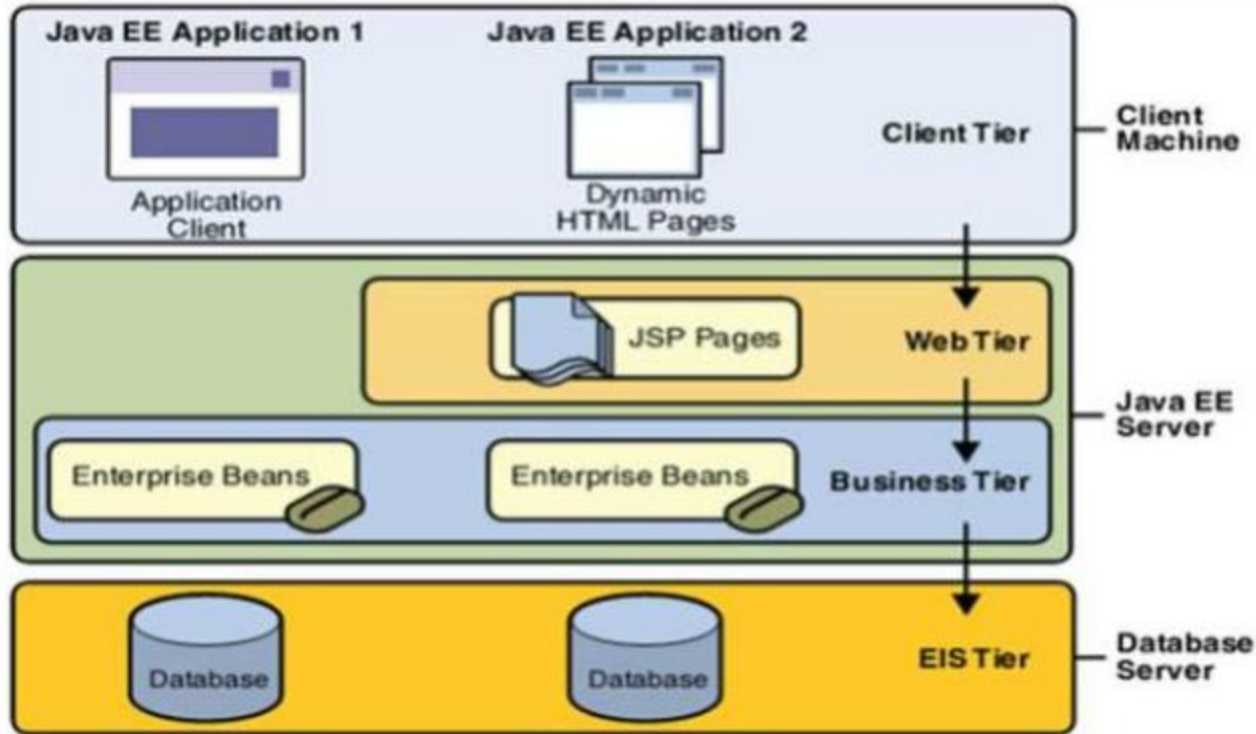 Java EE Application 1
Java EE Application 2
Application
Client
Dynamic
HTML Pages
Client Tier
Client
Machine
JSP Pages
Web Tier
Java EE
Server
Enterprise Beans
Enterprise Beans
Business Tier
Database
Database
EIS Tier
Database
Server